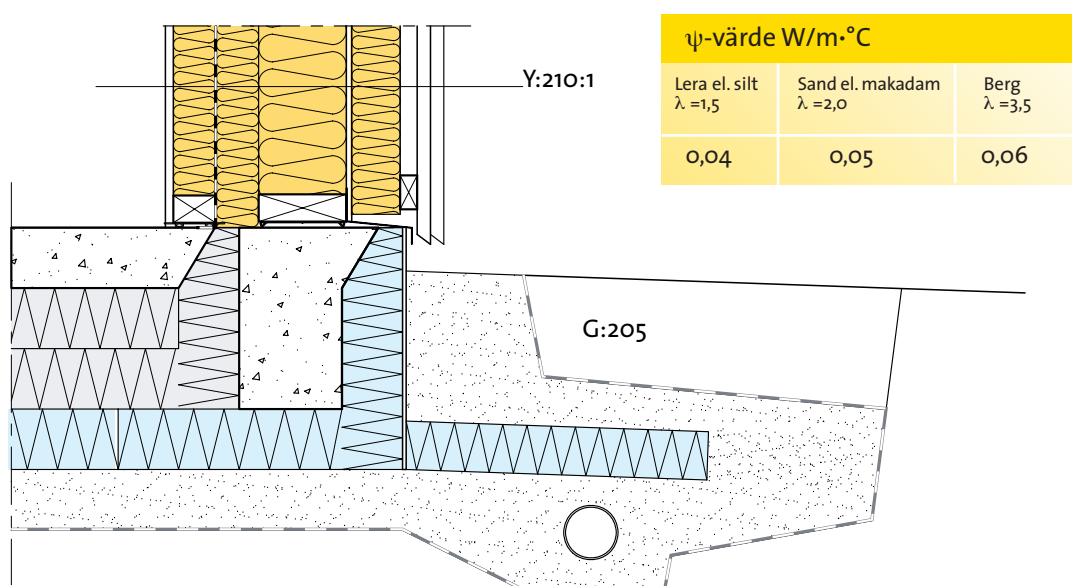 ψ-värde W/m·°C
Lera el. silt
λ =1,5
Sand el. makadam
λ =2,0
Berg
λ =3,5
0,04 0,05 0,06
Y:210:1
G:205